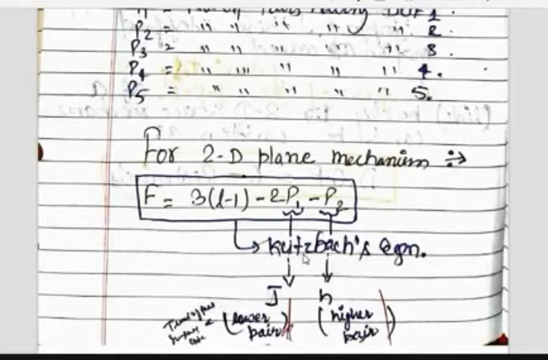 P2 = " " " " " 2.
P3 = " " " " " 3.
P4 = " " " " " 4.
P5 = " " " " " 5.
For 2-D plane mechanism :→
F = 3(l-1) - 2P1 - P2
→ Kutzbach's eqn.
J h
(lower pair) (higher pair)